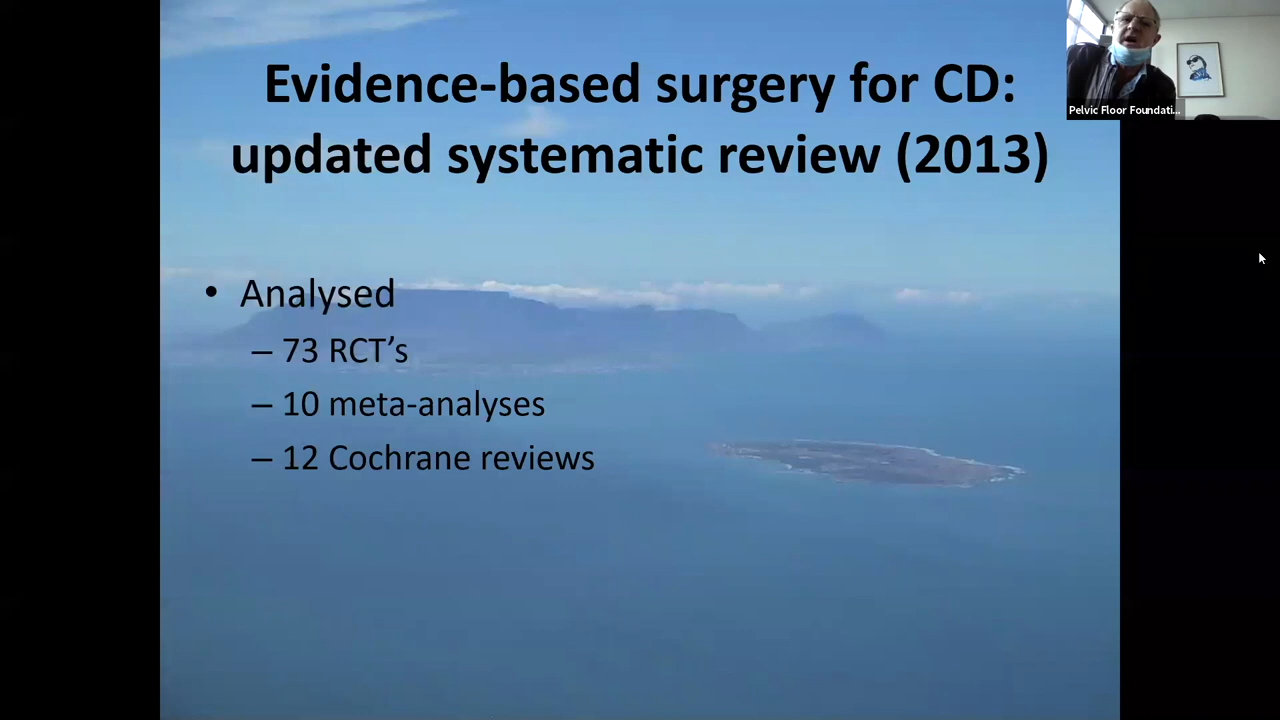 Evidence-based surgery for CD:
updated systematic review (2013)
• Analysed
– 73 RCT’s
– 10 meta-analyses
– 12 Cochrane reviews
Pelvic Floor Foundati...